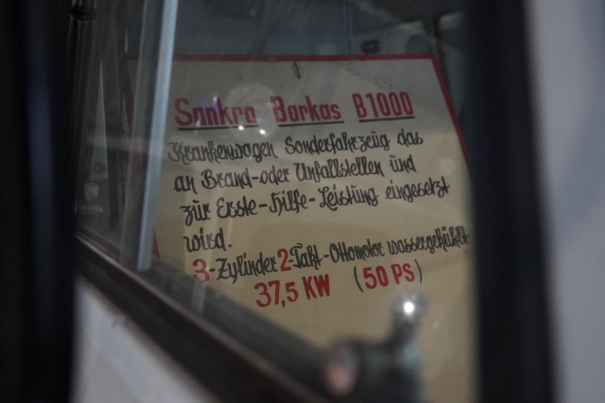 Sankra Barkas B1000
Krankenwagen Sonderfahrzeug das
an Brand-oder Unfallstellen und
zür Erste-Hilfe-Leistung eingesetzt
wird.
3-Zylinder 2-Takt-Ottomotor wassergekühlt
37,5 KW (50 PS)